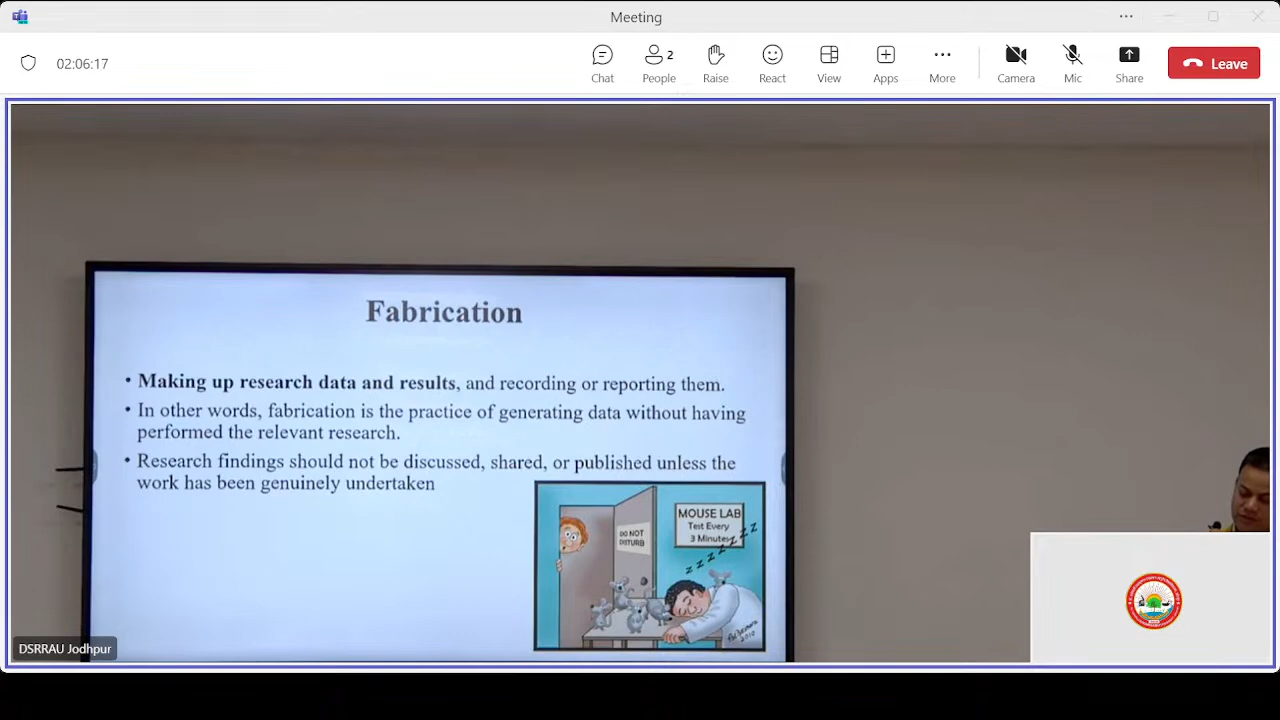 Meeting
02:06:17
Chat
People
2
Raise
React
View
Apps
More
Camera
Mic
Share
Leave
Fabrication
• Making up research data and results, and recording or reporting them.
• In other words, fabrication is the practice of generating data without having
performed the relevant research.
• Research findings should not be discussed, shared, or published unless the
work has been genuinely undertaken
DO NOT
DISTURB
MOUSE LAB
Test Every
3 Minutes
z z z z z z z
2010
DSRRAU Jodhpur